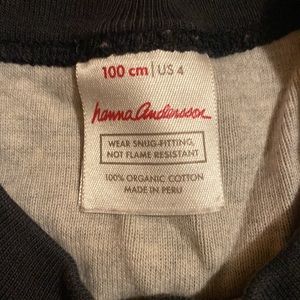 100 cm | US 4
hanna andersson
WEAR SNUG-FITTING,
NOT FLAME RESISTANT
100% ORGANIC COTTON
MADE IN PERU